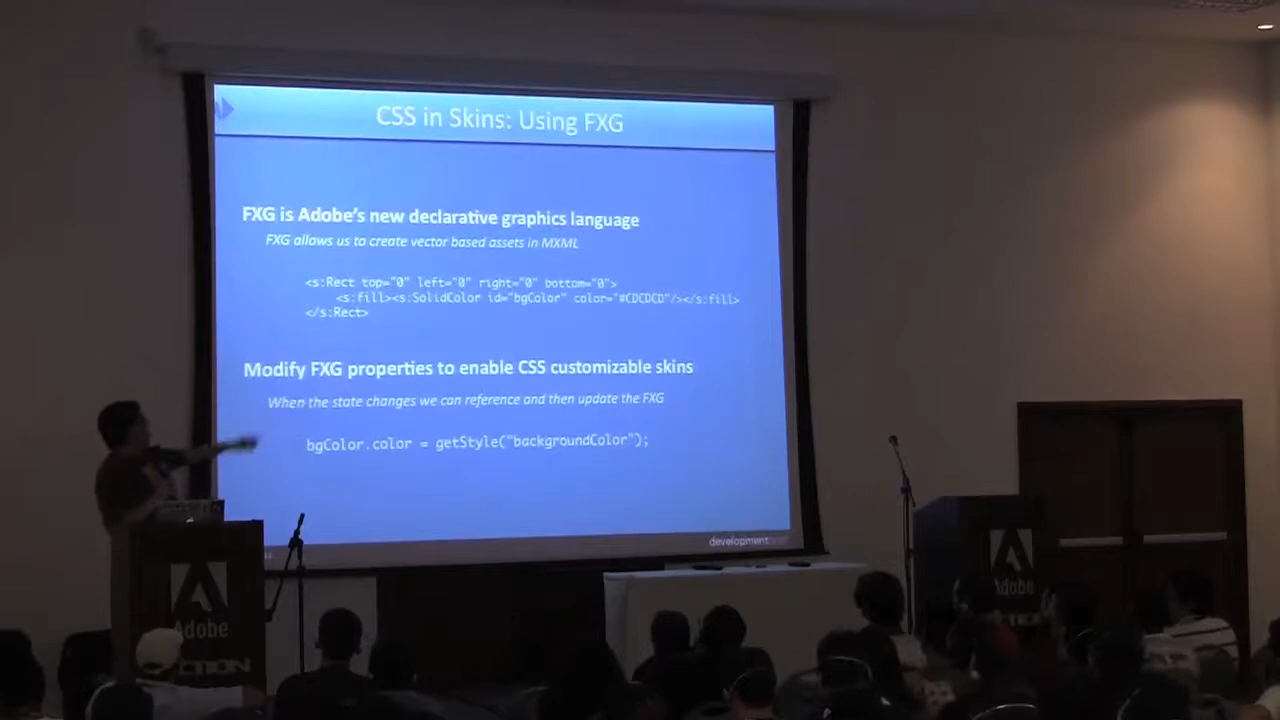 CSS in Skins: Using FXG
FXG is Adobe's new declarative graphics language
FXG allows us to create vector based assets in MXML
<s:Rect top="0" left="0" right="0" bottom="0">
<s:fill><s:SolidColor id="bgColor" color="#CDCDCD"/></s:fill>
</s:Rect>
Modify FXG properties to enable CSS customizable skins
When the state changes we can reference and then update the FXG
bgColor.color = getStyle("backgroundColor");
development
Adobe
Adobe